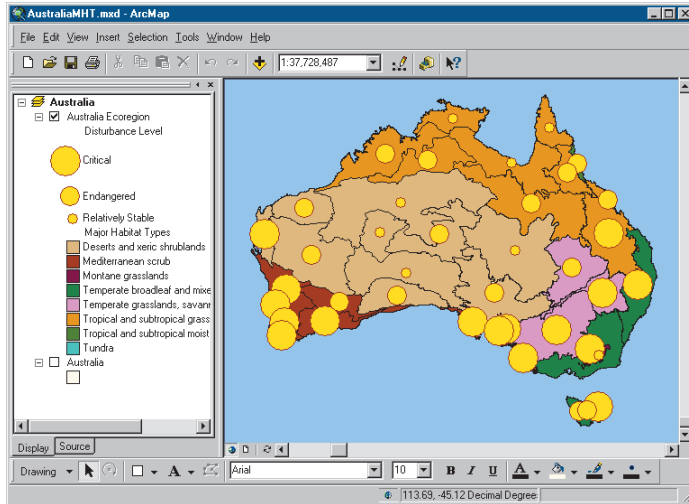 AustraliaMHT.mxd - ArcMap
File Edit View Insert Selection Tools Window Help
1:37,728,487
Australia
Australia Ecoregion
Disturbance Level
Critical
Endangered
Relatively Stable
Major Habitat Types
Deserts and xeric shrublands
Mediterranean scrub
Montane grasslands
Temperate broadleaf and mixe
Temperate grasslands, savanr
Tropical and subtropical grass
Tropical and subtropical moist
Tundra
Australia
Display Source
Drawing A Arial 10 B I U A
113.69, -45.12 Decimal Degree